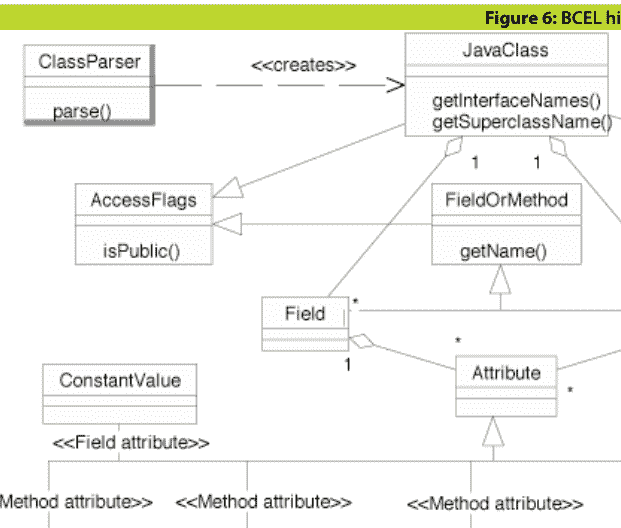 Figure 6: BCEL hi
ClassParser
parse()
<<creates>>
JavaClass
getInterfaceNames()
getSuperclassName()
1 1
AccessFlags
isPublic()
FieldOrMethod
getName()
Field
*
1
*
Attribute
*
ConstantValue
<<Field attribute>>
Method attribute>> <<Method attribute>> <<Method attribute>>